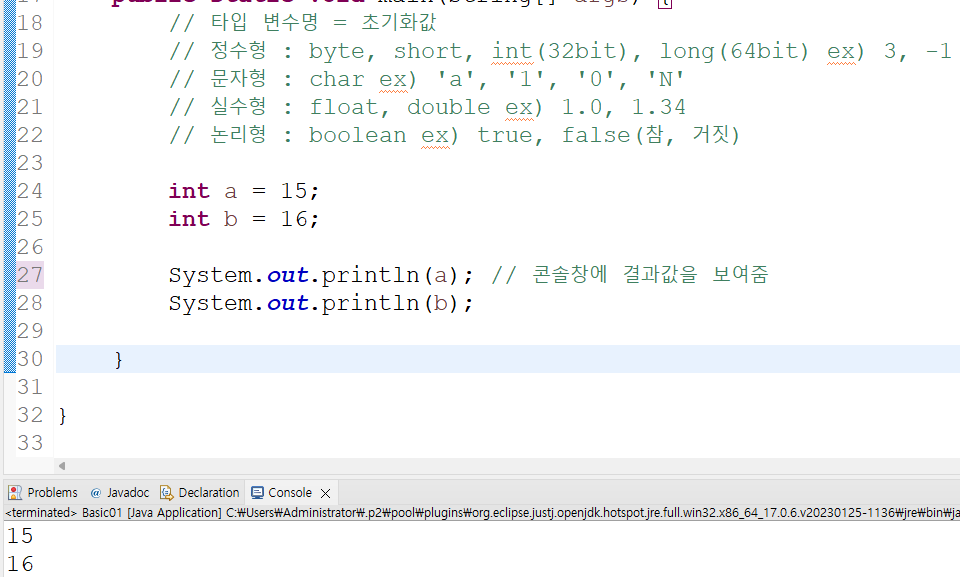 public static void main(String[] args) {
18 // 타입 변수명 = 초기화값
19 // 정수형 : byte, short, int(32bit), long(64bit) ex) 3, -1
20 // 문자형 : char ex) 'a', '1', '0', 'N'
21 // 실수형 : float, double ex) 1.0, 1.34
22 // 논리형 : boolean ex) true, false(참, 거짓)
23
24 int a = 15;
25 int b = 16;
26
27 System.out.println(a); // 콘솔창에 결과값을 보여줌
28 System.out.println(b);
29
30 }
31
32 }
33
Problems @ Javadoc Declaration Console
<terminated> Basic01 [Java Application] C:₩Users₩Administrator₩.p2₩pool₩plugins₩org.eclipse.justj.openjdk.hotspot.jre.full.win32.x86_64_17.0.6.v20230125-1136₩jre₩bin₩ja
15
16